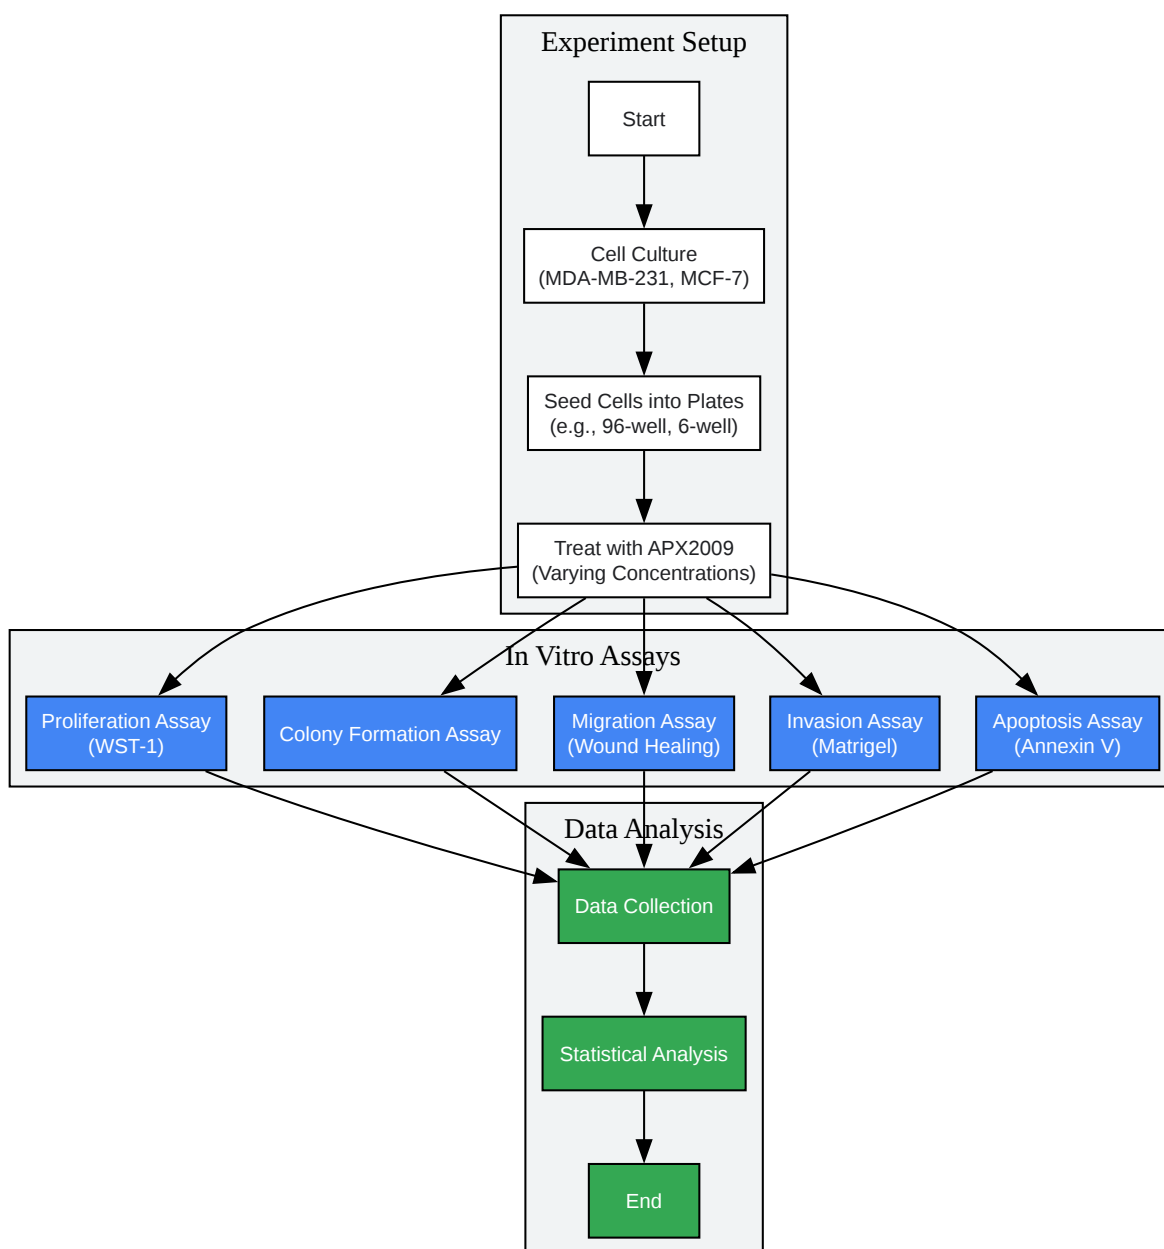 Experiment Setup
Start
Cell Culture
(MDA-MB-231, MCF-7)
Seed Cells into Plates
(e.g., 96-well, 6-well)
Treat with APX2009
(Varying Concentrations)
In Vitro Assays
Proliferation Assay
(WST-1)
Colony Formation Assay
Migration Assay
(Wound Healing)
Invasion Assay
(Matrigel)
Apoptosis Assay
(Annexin V)
Data Analysis
Data Collection
Statistical Analysis
End